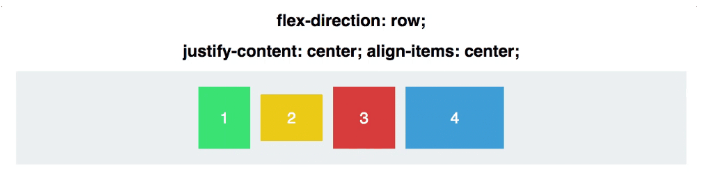 flex-direction: row;
justify-content: center; align-items: center;
1 2 3 4